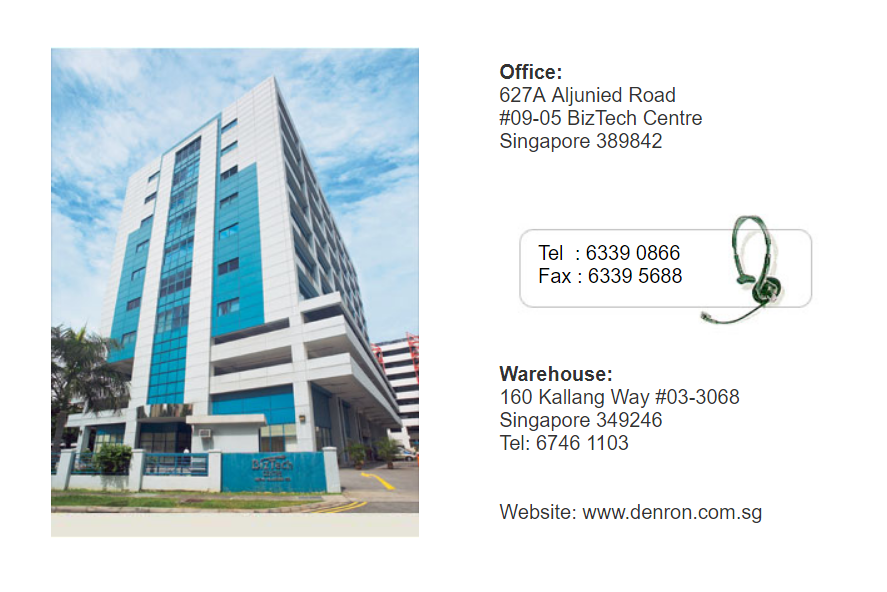 Office:
627A Aljunied Road
#09-05 BizTech Centre
Singapore 389842
Tel : 6339 0866
Fax : 6339 5688
Warehouse:
160 Kallang Way #03-3068
Singapore 349246
Tel: 6746 1103
Website: www.denron.com.sg
BizTech